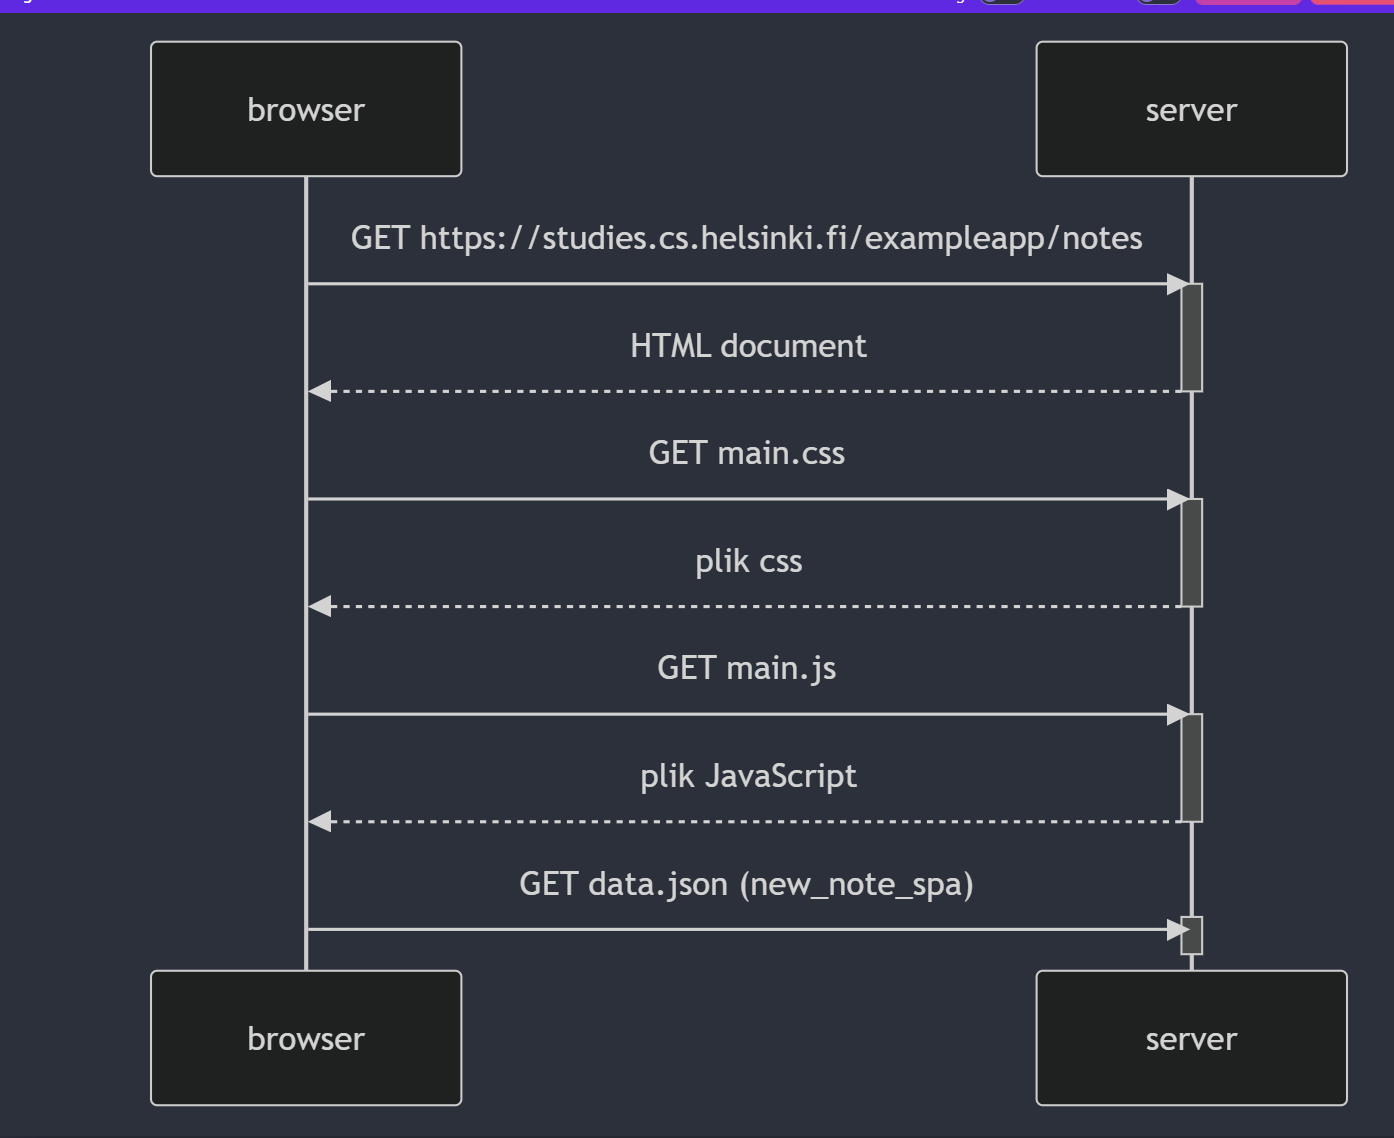 browser
server
GET https://studies.cs.helsinki.fi/exampleapp/notes
HTML document
GET main.css
plik css
GET main.js
plik JavaScript
GET data.json (new_note_spa)
browser
server